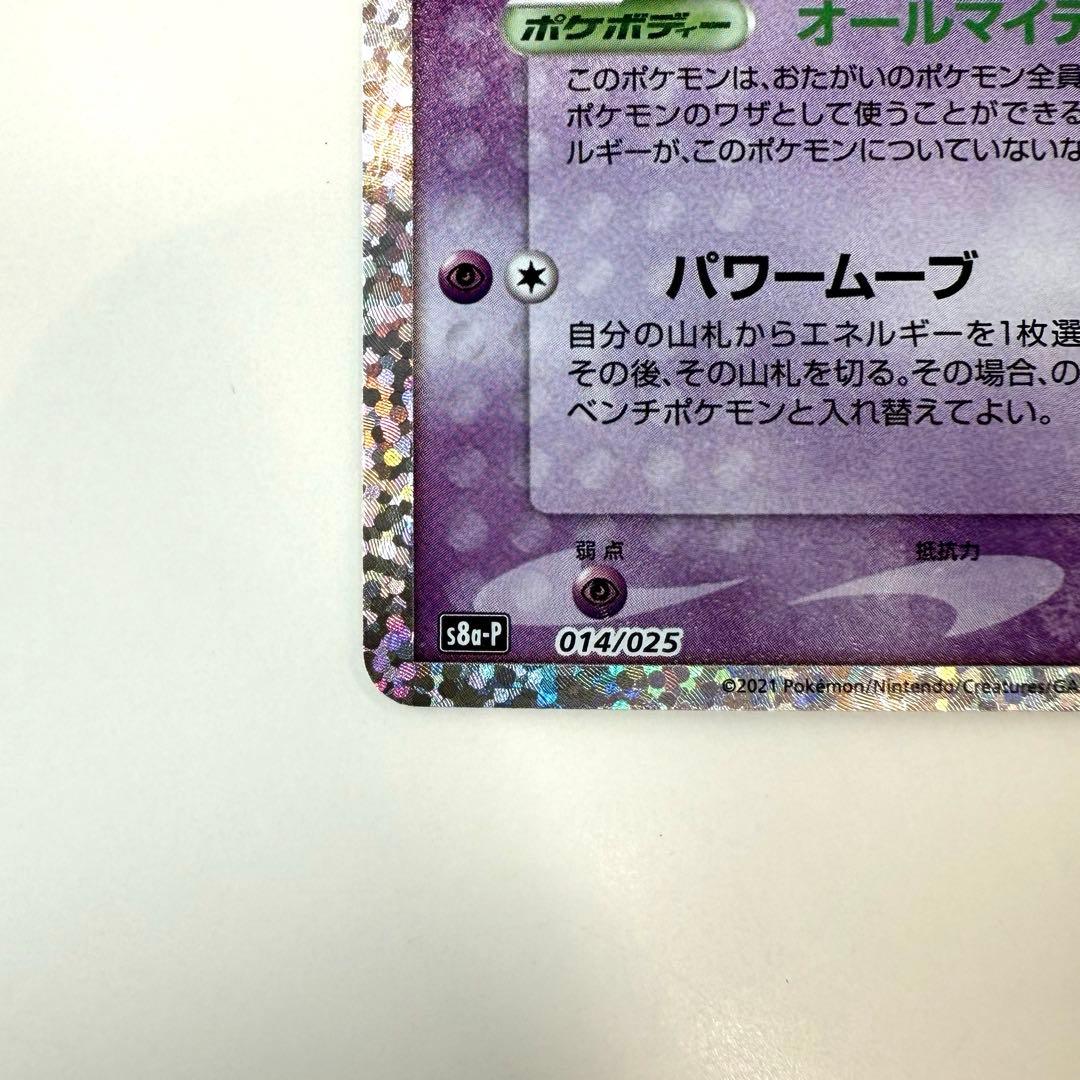 ポケボディー オールマイテ
このポケモンは、おたがいのポケモン全員
ポケモンのワザとして使うことができる
ルギーが、このポケモンについていないな
パワームーブ
自分の山札からエネルギーを1枚選
その後、その山札を切る。その場合、の
ベンチポケモンと入れ替えてよい。
弱点 抵抗力
s8a-P 014/025
©2021 Pokémon/Nintendo/Creatures/GA